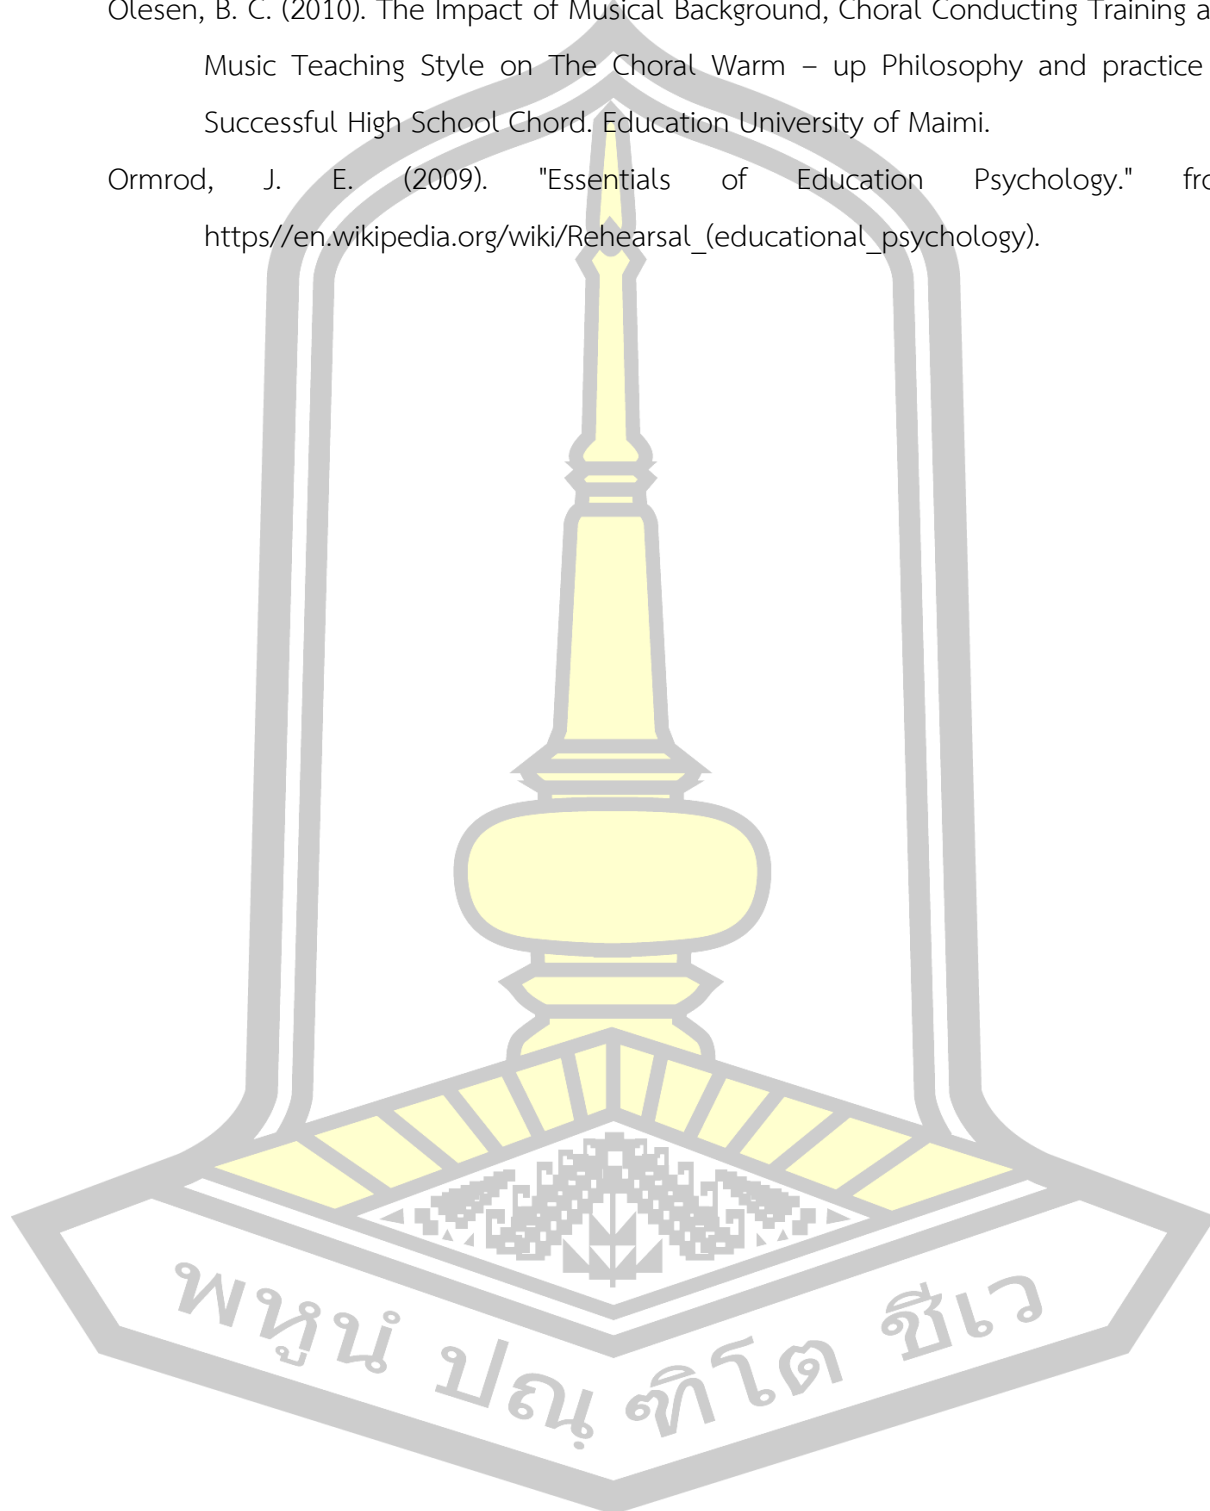 Olesen, B. C. (2010). The Impact of Musical Background, Choral Conducting Training a
Music Teaching Style on The Choral Warm – up Philosophy and practice
Successful High School Chord. Education University of Maimi.
Ormrod, J. E. (2009). "Essentials of Education Psychology." fro
https//en.wikipedia.org/wiki/Rehearsal_(educational_psychology).
พหูนํ ปณฺ ฑิโต ชีเว